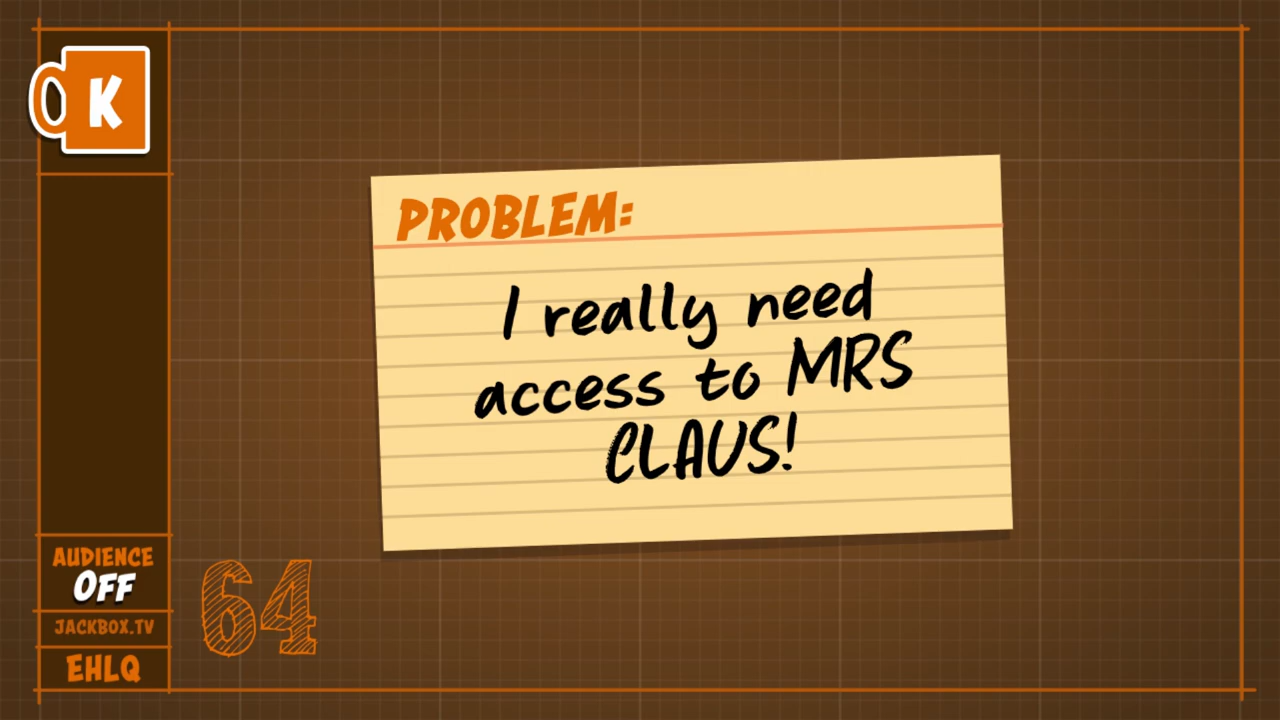 K
PROBLEM:
I really need
access to MRS
CLAUS!
AUDIENCE
OFF
JACKBOX.TV
EHLQ
64